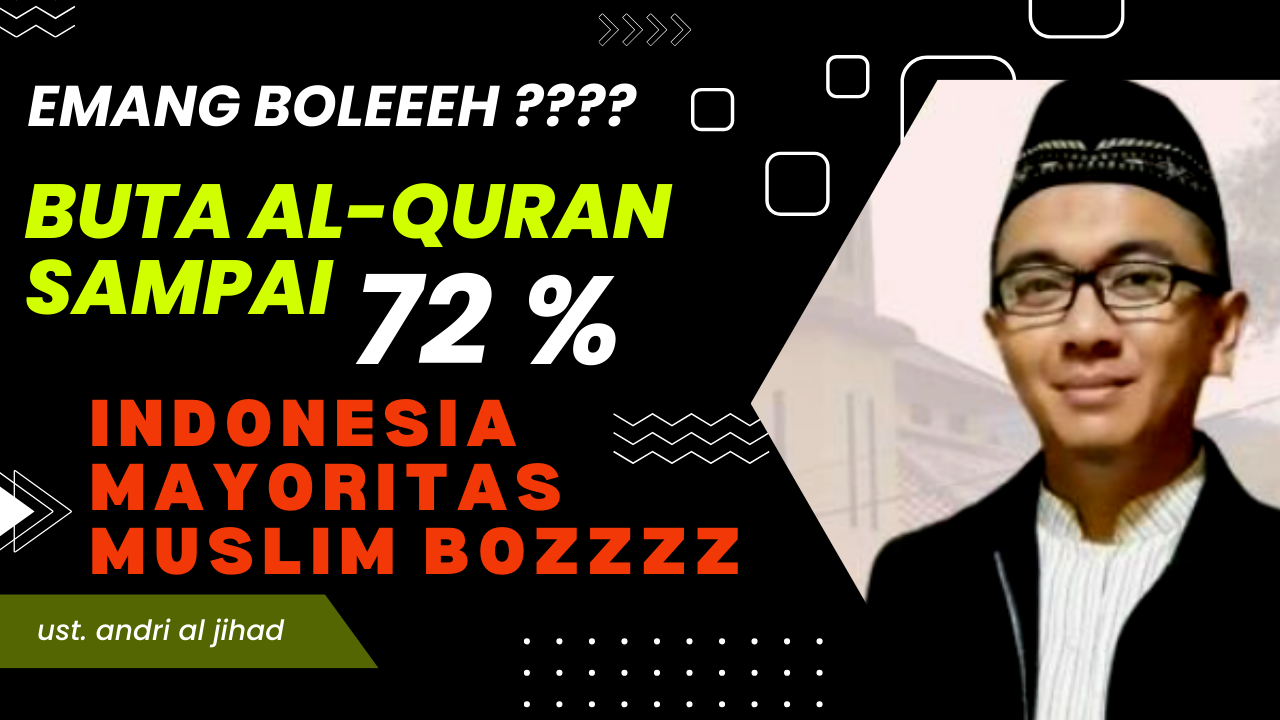 EMANG BOLEEEH ????
BUTA AL-QURAN
SAMPAI 72 %
INDONESIA
MAYORITAS
MUSLIM BOZZZZ
ust. andri al jihad